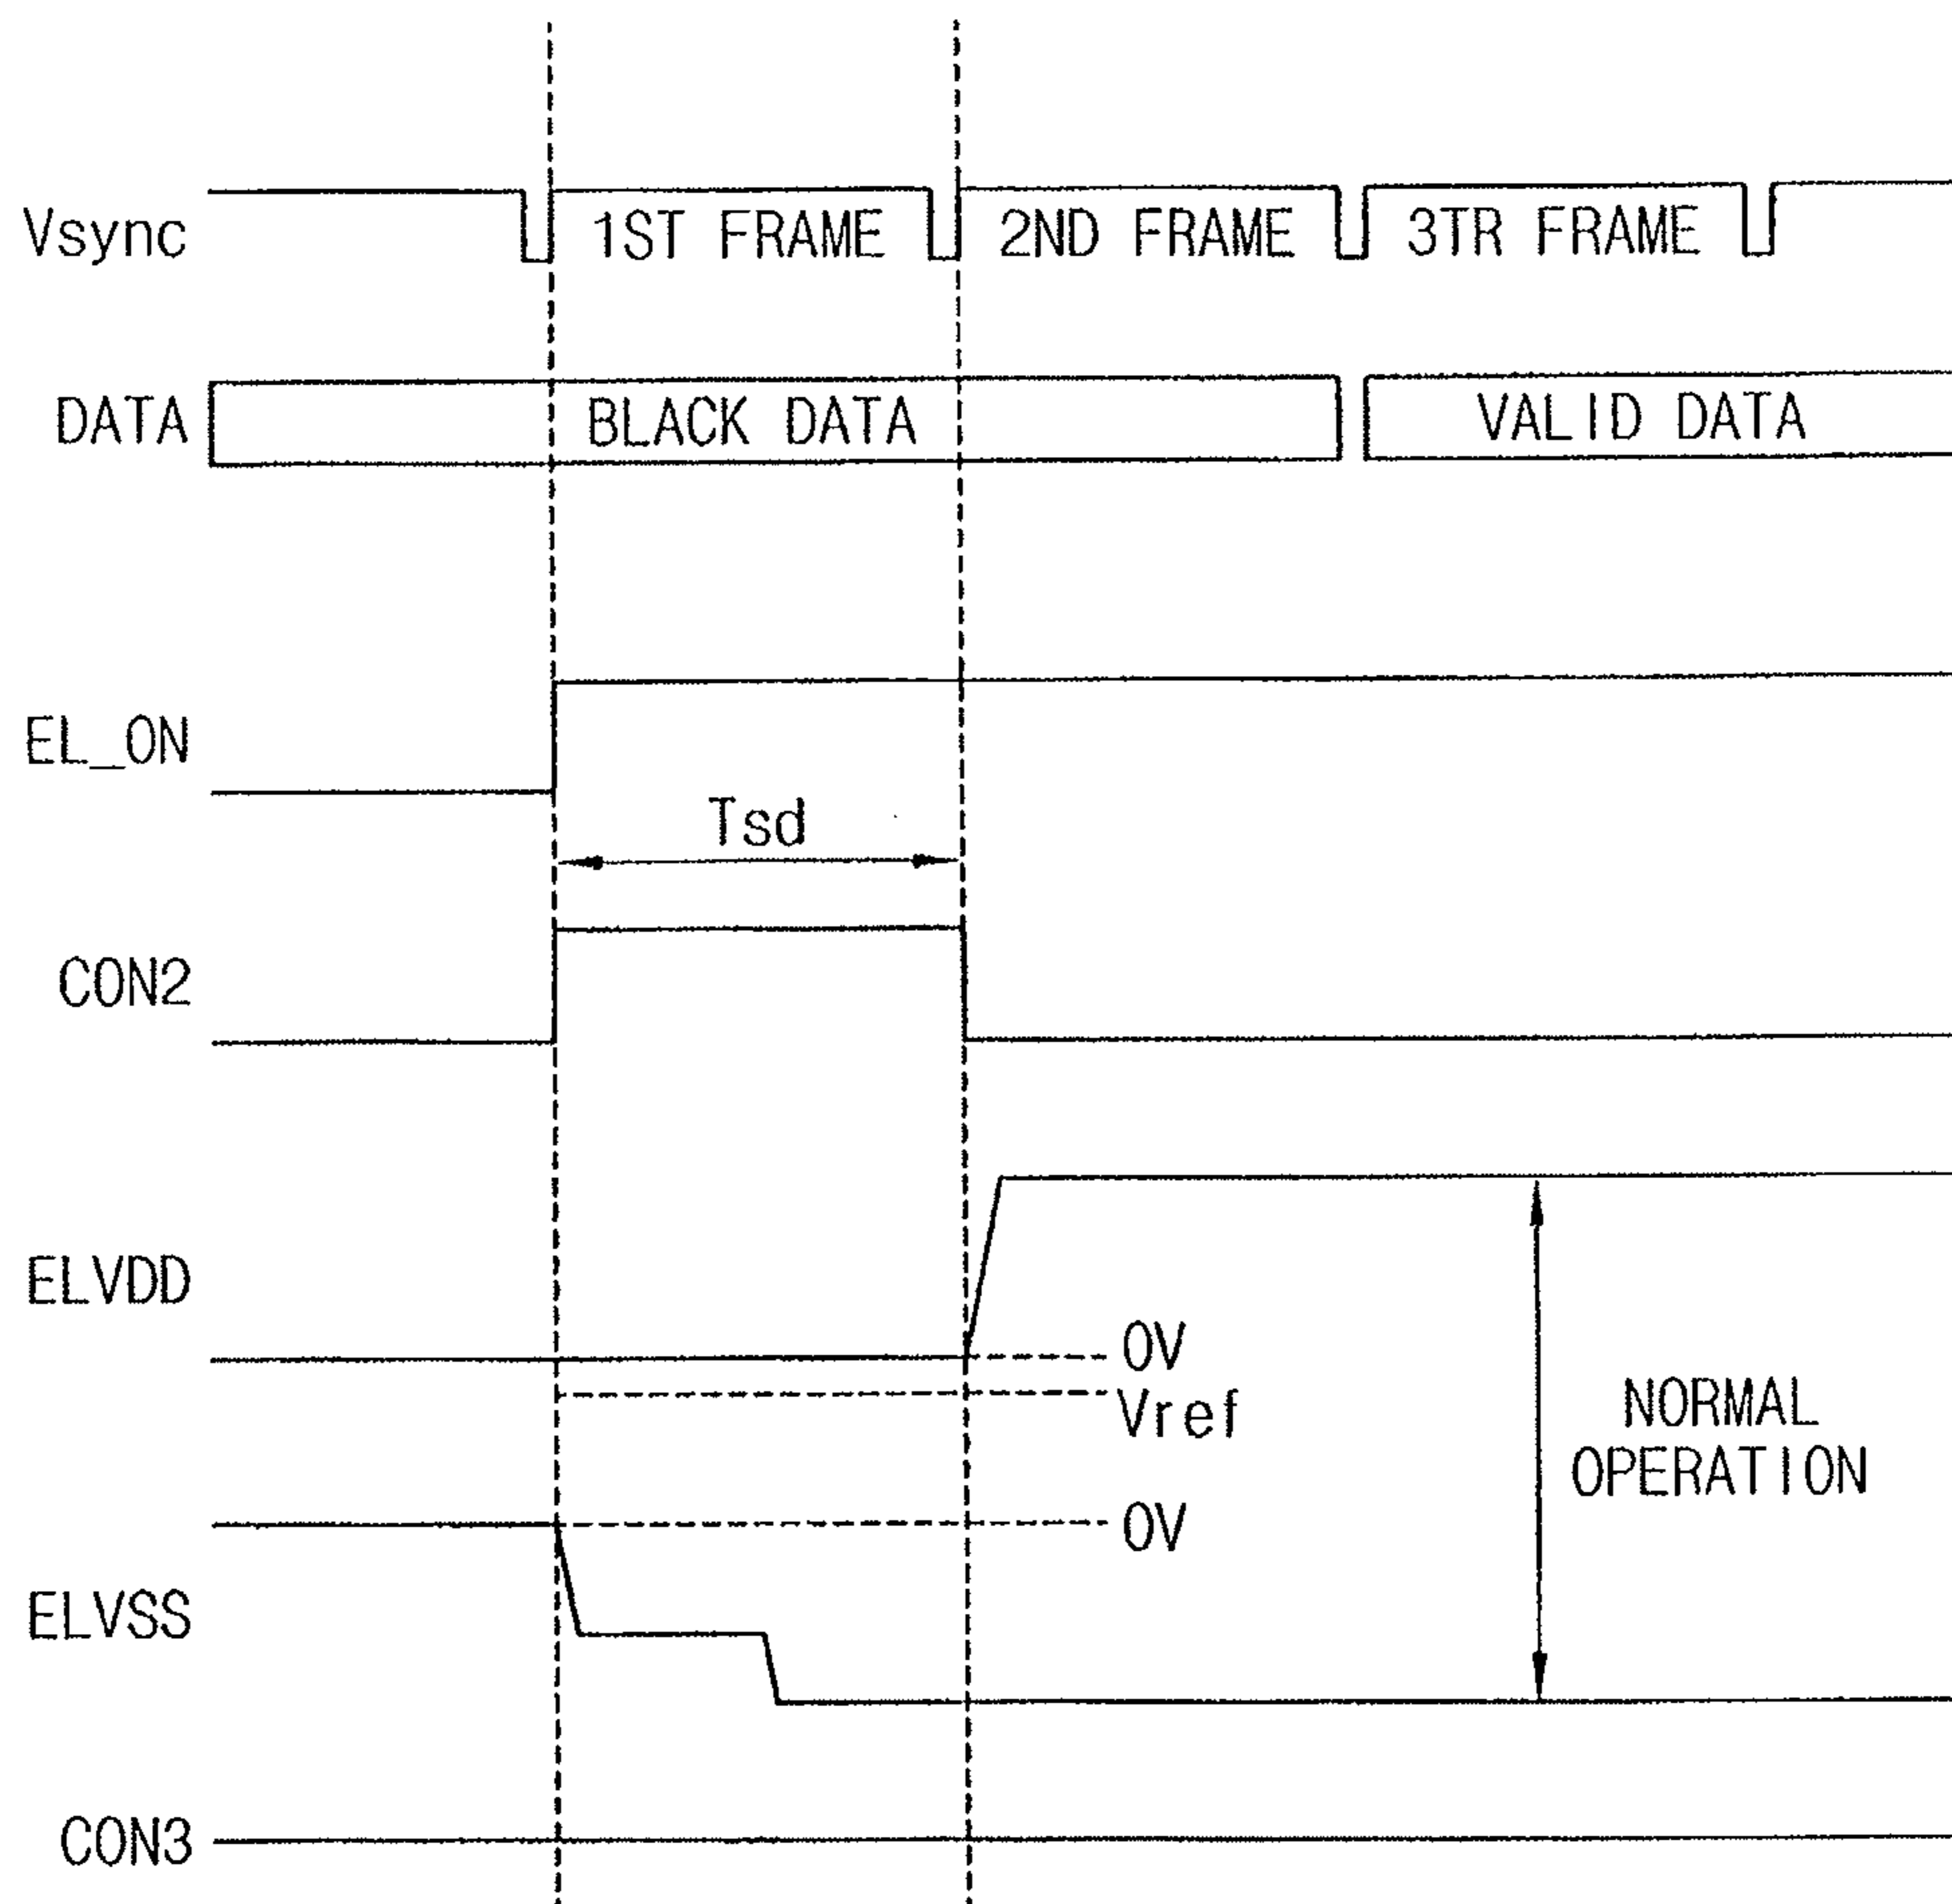 Vsync 1ST FRAME 2ND FRAME 3TR FRAME
DATA BLACK DATA VALID DATA
EL_ON
Tsd
CON2
ELVDD
0V
Vref
NORMAL
OPERATION
0V
ELVSS
CON3